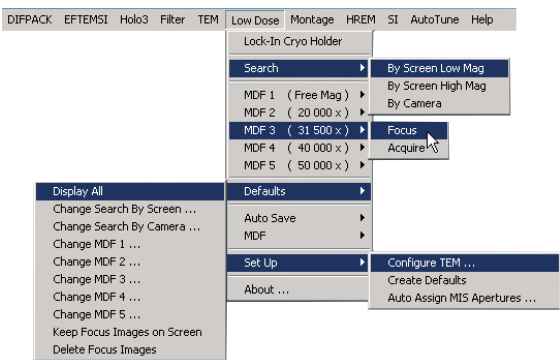 DIFPACK EFTEMSI Holo3 Filter TEM Low Dose Montage HREM SI AutoTune Help
Lock-In Cryo Holder
Search
By Screen Low Mag
By Screen High Mag
By Camera
MDF 1 ( Free Mag )
MDF 2 ( 20 000 x )
MDF 3 ( 31 500 x )
Focus
Acquire
MDF 4 ( 40 000 x )
MDF 5 ( 50 000 x )
Defaults
Display All
Change Search By Screen ...
Change Search By Camera ...
Change MDF 1 ...
Change MDF 2 ...
Change MDF 3 ...
Change MDF 4 ...
Change MDF 5 ...
Keep Focus Images on Screen
Delete Focus Images
Auto Save
MDF
Set Up
Configure TEM ...
Create Defaults
Auto Assign MIS Apertures ...
About ...